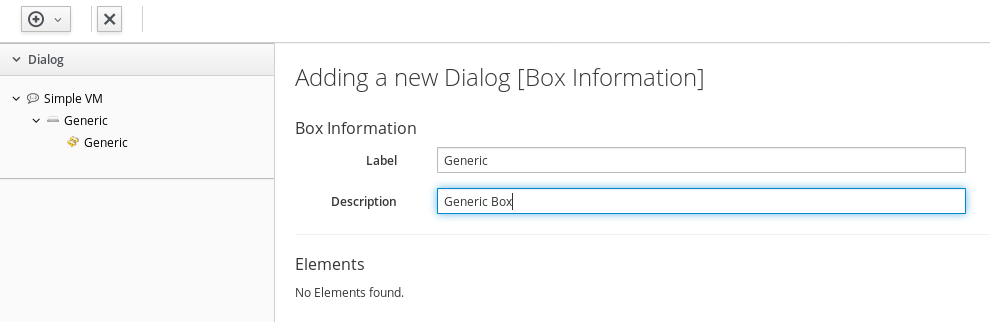 Dialog
Simple VM
Generic
Generic
Adding a new Dialog [Box Information]
Box Information
Label Generic
Description Generic Box
Elements
No Elements found.